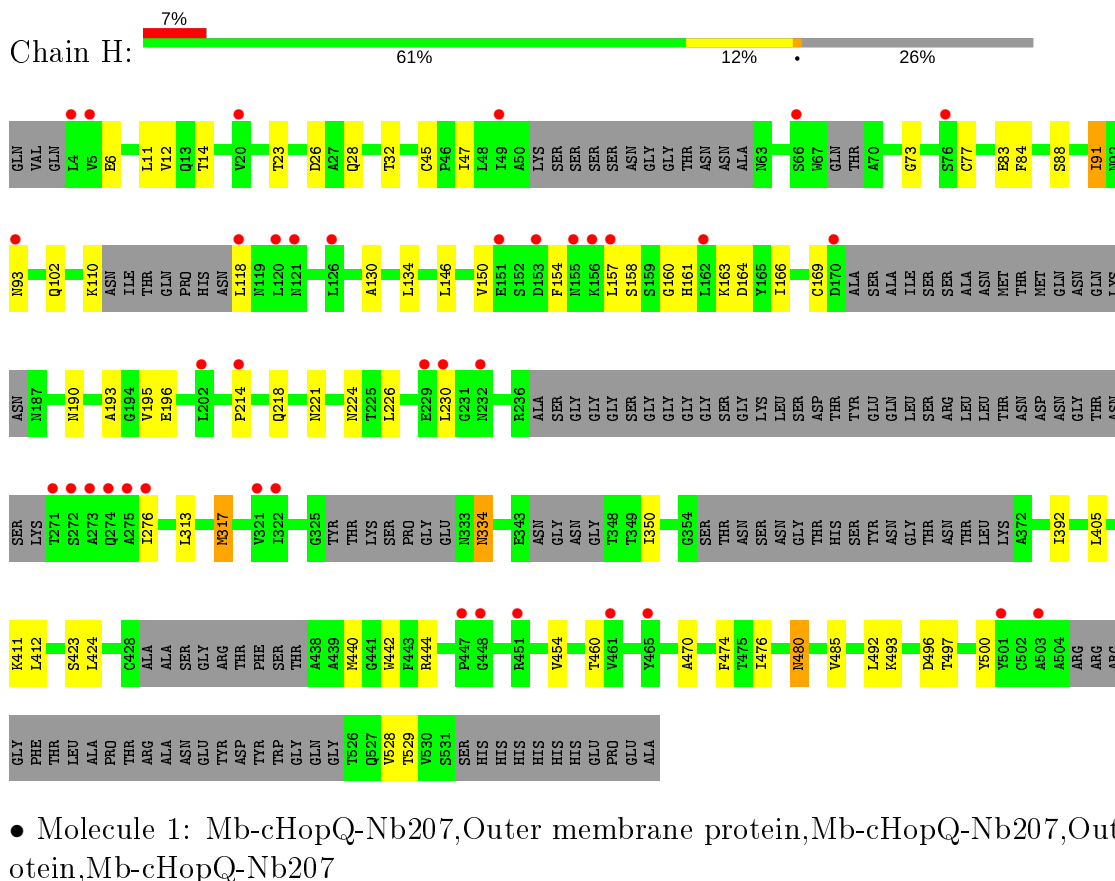 7%
Chain H:
61% 12% • 26%
GLN VAL GLN L4 V5 E6 L11 V12 Q13 T14 V20 T23 D26 A27 Q28 T32 C45 P46 I47 L48 I49 A50 LYS SER SER SER SER ASN GLY GLY THR ASN ASN ALA N63 S66 W67 GLN THR A70 G73 S76 C77 E83 F84 S88 I91 N92
N93 Q102 K110 ASN ILE THR GLN PRO HIS ASN L118 N119 L120 N121 L126 A130 L134 L146 V150 E151 S152 D153 F154 N155 K156 L157 S158 S159 G160 H161 L162 K163 D164 Y165 I166 C169 D170 ALA SER ALA ILE SER SER ALA ASN MET THR MET GLN ASN GLN LYS
ASN N187 N190 A193 G194 V195 E196 L202 P214 Q218 N221 N224 T225 L226 E229 L230 G231 N232 R236 ALA SER GLY GLY GLY SER GLY GLY GLY GLY SER GLY LYS LEU SER ASP THR TYR GLU GLN LEU SER ARG LEU LEU THR ASN ASP ASN GLY THR ASN
SER LYS T271 S272 A273 Q274 A275 I276 L313 M317 V321 I322 G325 TYR THR LYS SER PRO GLY GLU N333 N334 E343 ASN GLY ASN GLY T348 T349 I350 G354 SER THR ASN SER ASN GLY THR HIS SER TYR ASN GLY THR ASN THR LEU LYS A372 I392 L405
K411 L412 S423 L424 C428 ALA ALA SER GLY ARG THR PHE SER THR A438 A439 M440 G441 W442 F443 R444 P447 G448 R451 V454 T460 V461 Y465 A470 F474 T475 I476 N480 V485 L492 K493 D496 T497 Y500 Y501 C502 A503 A504 ARG ARG ARG
GLY PHE THR LEU ALA PRO THR ARG ALA ASN GLU TYR ASP TYR TRP GLY GLN GLY T526 Q527 V528 T529 V530 S531 SER HIS HIS HIS HIS HIS HIS GLU PRO GLU ALA
• Molecule 1: Mb-cHopQ-Nb207,Outer membrane protein,Mb-cHopQ-Nb207,Out
otein,Mb-cHopQ-Nb207